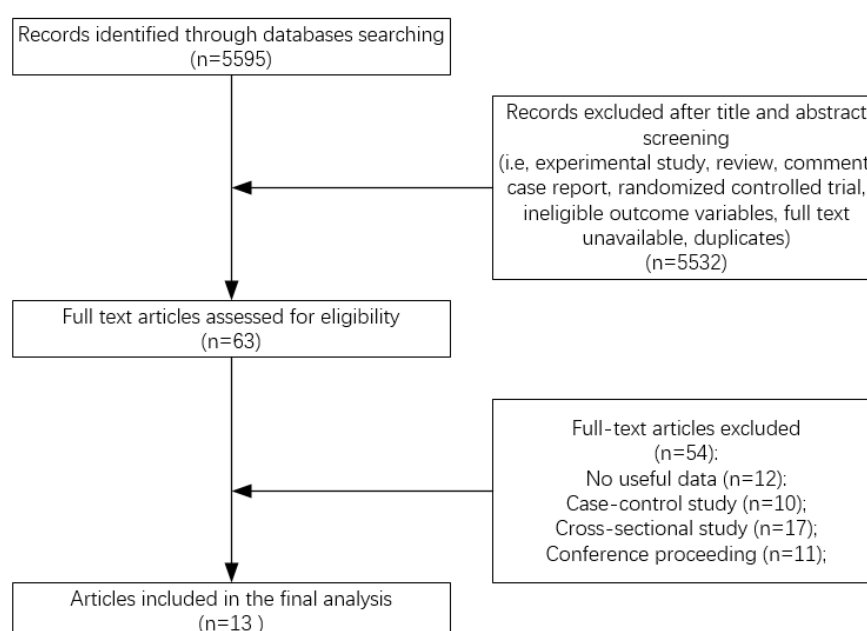 Records identified through databases searching
(n=5595)
Records excluded after title and abstract
screening
(i.e, experimental study, review, comment,
case report, randomized controlled trial,
ineligible outcome variables, full text
unavailable, duplicates)
(n=5532)
Full text articles assessed for eligibility
(n=63)
Full-text articles excluded
(n=54):
No useful data (n=12):
Case-control study (n=10);
Cross-sectional study (n=17);
Conference proceeding (n=11);
Articles included in the final analysis
(n=13 )